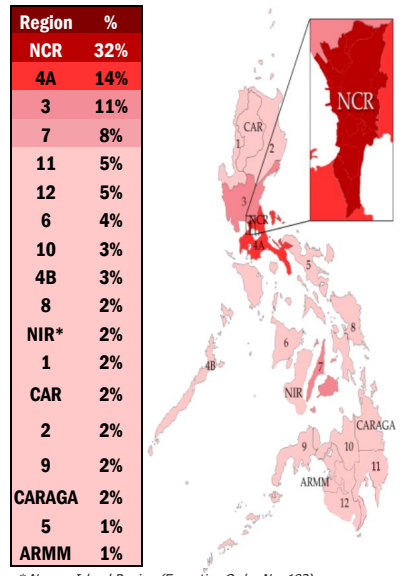 Region %
NCR 32%
4A 14%
3 11%
7 8%
11 5%
12 5%
6 4%
10 3%
4B 3%
8 2%
NIR* 2%
1 2%
CAR 2%
2 2%
9 2%
CARAGA 2%
5 1%
ARMM 1%
NCR
CAR
1
2
3
NCR
4A
5
8
6
7
4B
NIR
CARAGA
9
10
11
ARMM
12